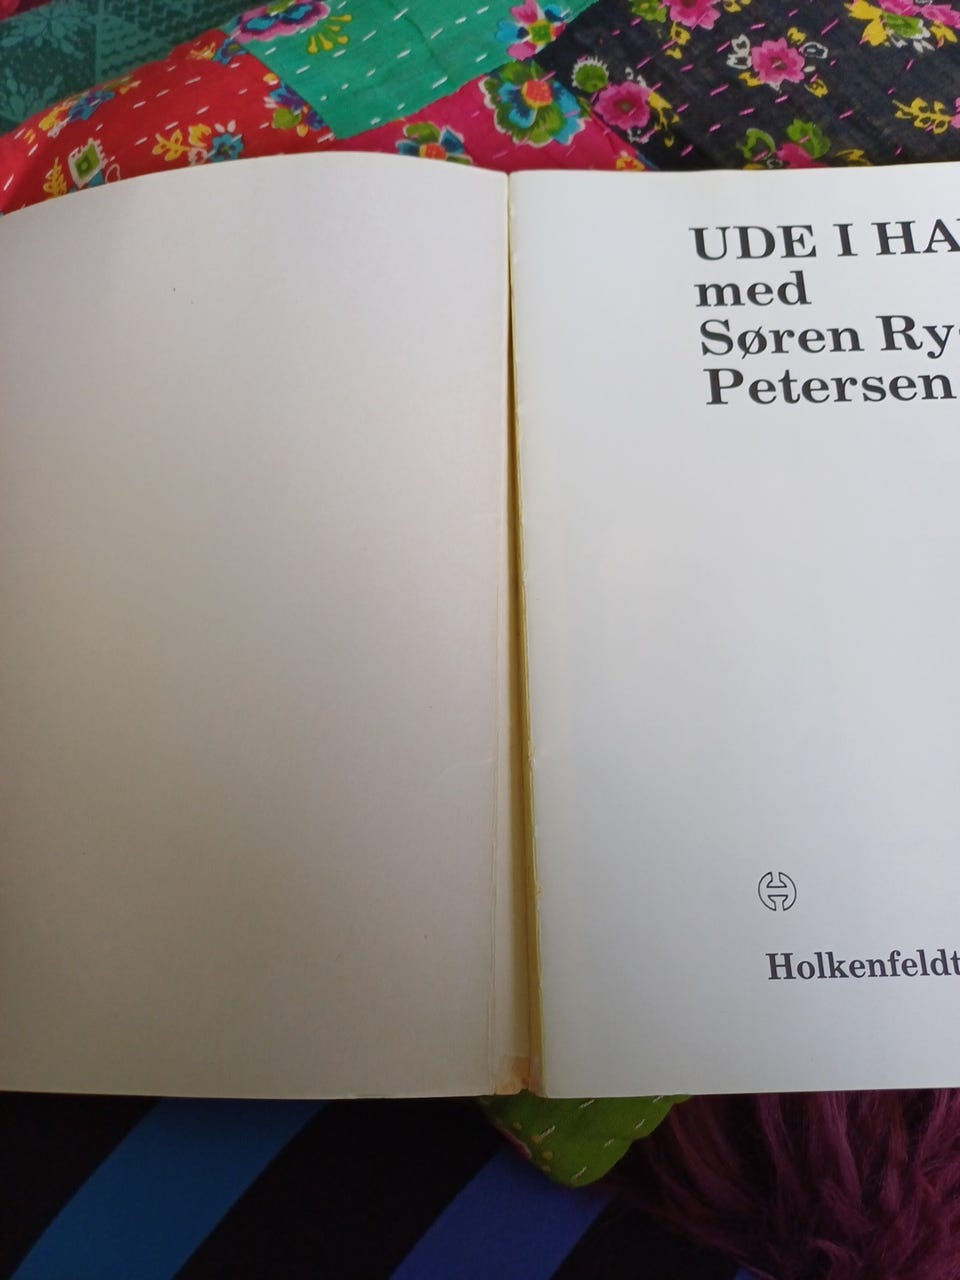 UDE I HA
med
Søren Ry
Petersen
Holkenfeldt